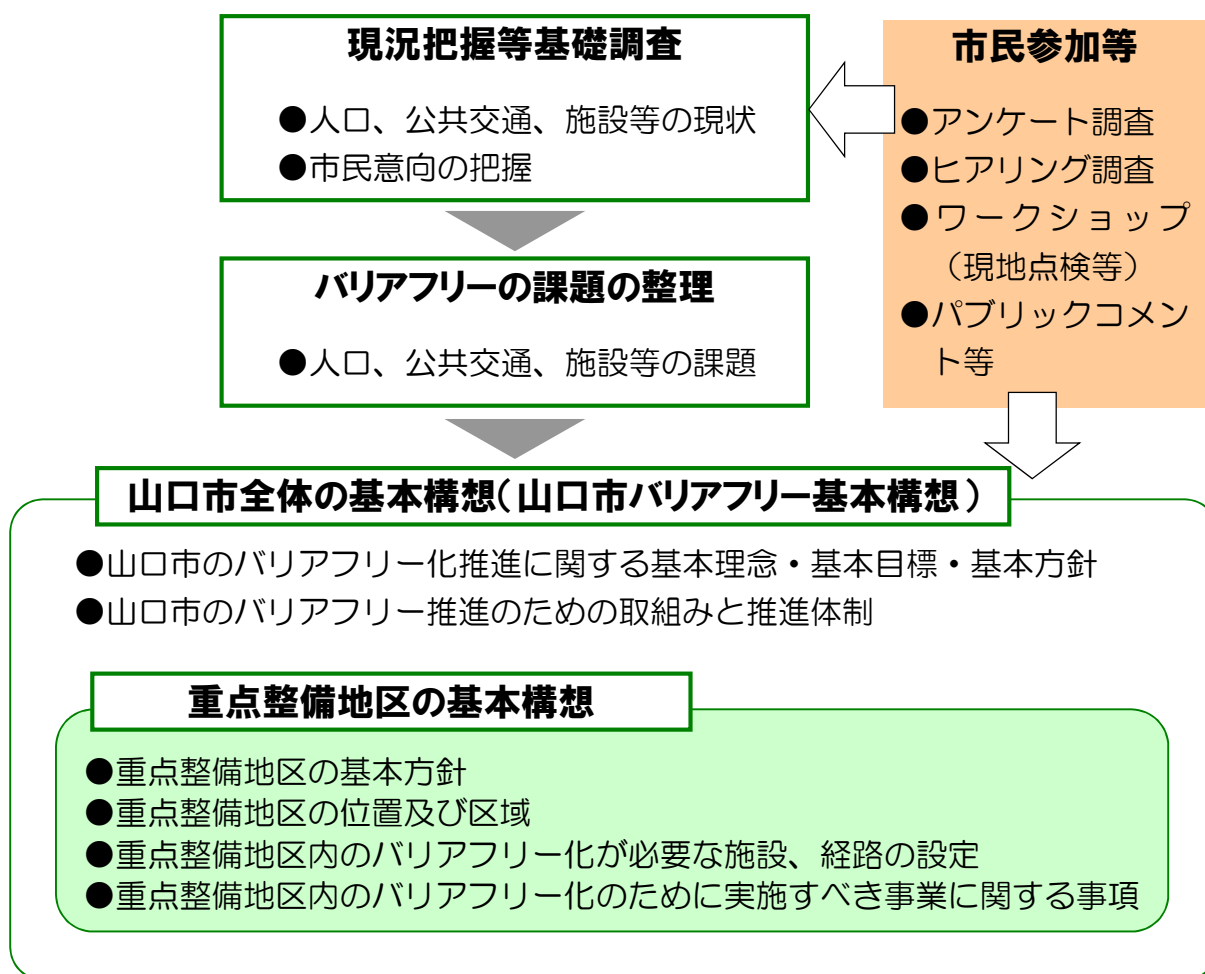 現況把握等基礎調査
●人口、公共交通、施設等の現状
●市民意向の把握
市民参加等
●アンケート調査
●ヒアリング調査
●ワークショップ
（現地点検等）
●パブリックコメン
ト等
バリアフリーの課題の整理
●人口、公共交通、施設等の課題
山口市全体の基本構想（山口市バリアフリー基本構想）
●山口市のバリアフリー化推進に関する基本理念・基本目標・基本方針
●山口市のバリアフリー推進のための取組みと推進体制
重点整備地区の基本構想
●重点整備地区の基本方針
●重点整備地区の位置及び区域
●重点整備地区内のバリアフリー化が必要な施設、経路の設定
●重点整備地区内のバリアフリー化のために実施すべき事業に関する事項